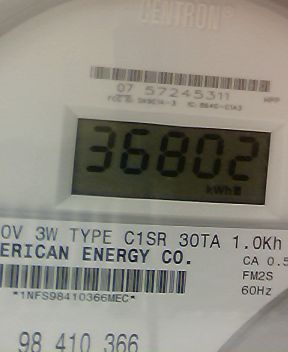 CENTRON®
07 57245311
36802
kWh
0V 3W TYPE C1SR 30TA 1.0Kh
ERICAN ENERGY CO.
CA 0.5
FM2S
*1NFS98410366MEC*
60Hz
98 410 366